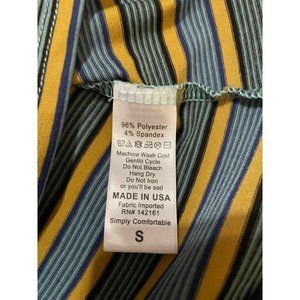 96% Polyester
4% Spandex
Machine Wash Cold
Gentle Cycle
Do Not Bleach
Hang Dry
Do Not Iron
or you'll be sad
MADE IN USA
Fabric Imported
RN# 142161
Simply Comfortable
S